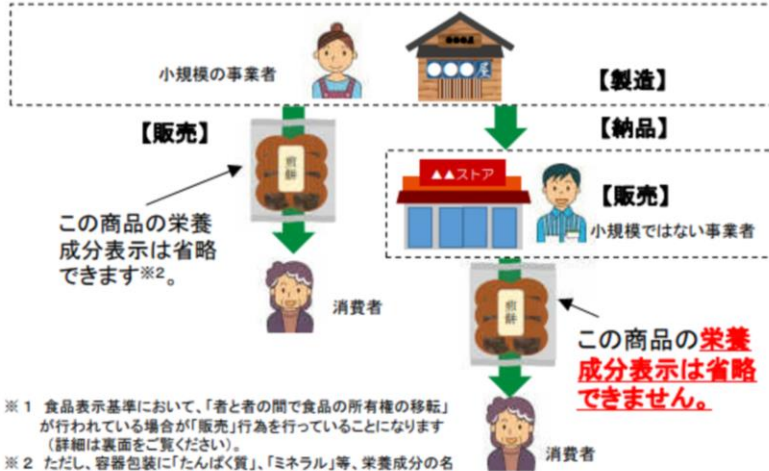 小規模の事業者
●●●屋
【製造】
【販売】
【納品】
煎餅
▲▲ストア
【販売】
小規模ではない事業者
この商品の栄養
成分表示は省略
できます※2。
消費者
煎餅
この商品の栄養
成分表示は省略
できません。
※1 食品表示基準において、「者と者の間で食品の所有権の移転」
が行われている場合が「販売」行為を行っていることになります
(詳細は裏面をご覧ください)。
※2 ただし、容器包装に「たんぱく質」、「ミネラル」等、栄養成分の名
消費者